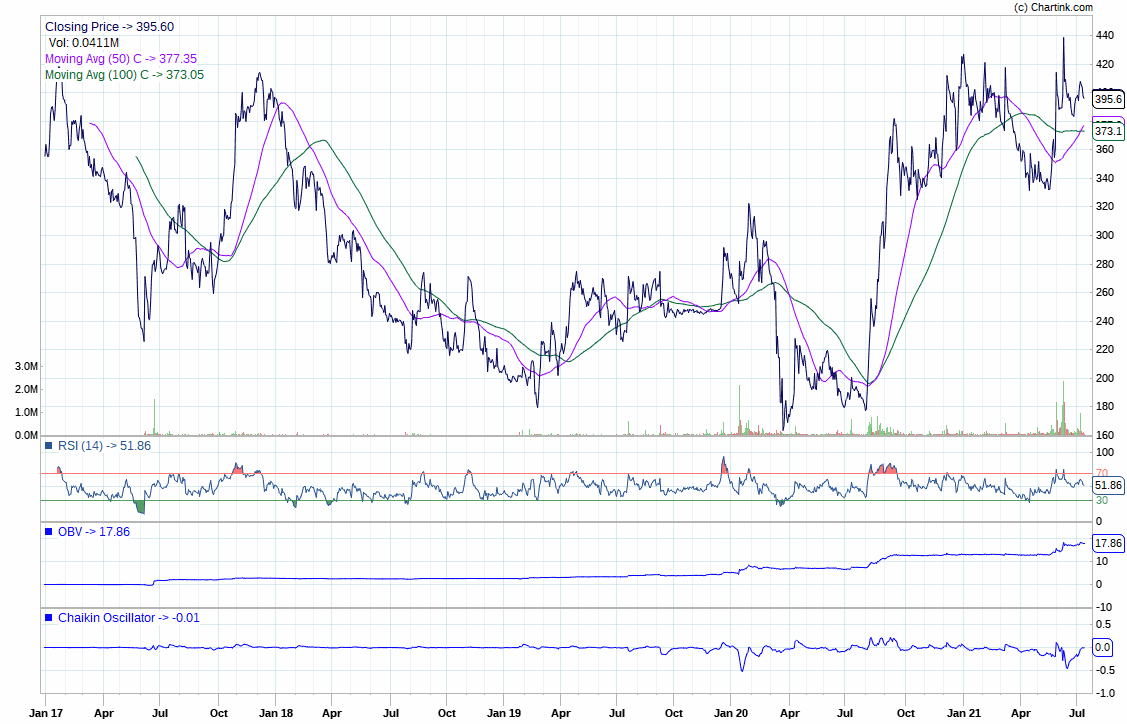 (c) Chartink.com
Closing Price -> 395.60
Vol: 0.0411M
Moving Avg (50) C -> 377.35
Moving Avg (100) C -> 373.05
440
420
395.6
373.1
360
340
320
300
280
260
240
220
200
180
160
3.0M
2.0M
1.0M
0.0M
RSI (14) -> 51.86
100
70
51.86
30
0
OBV -> 17.86
17.86
10
0
-10
Chaikin Oscillator -> -0.01
0.5
0.0
-0.5
-1.0
Jan 17 Apr Jul Oct Jan 18 Apr Jul Oct Jan 19 Apr Jul Oct Jan 20 Apr Jul Oct Jan 21 Apr Jul